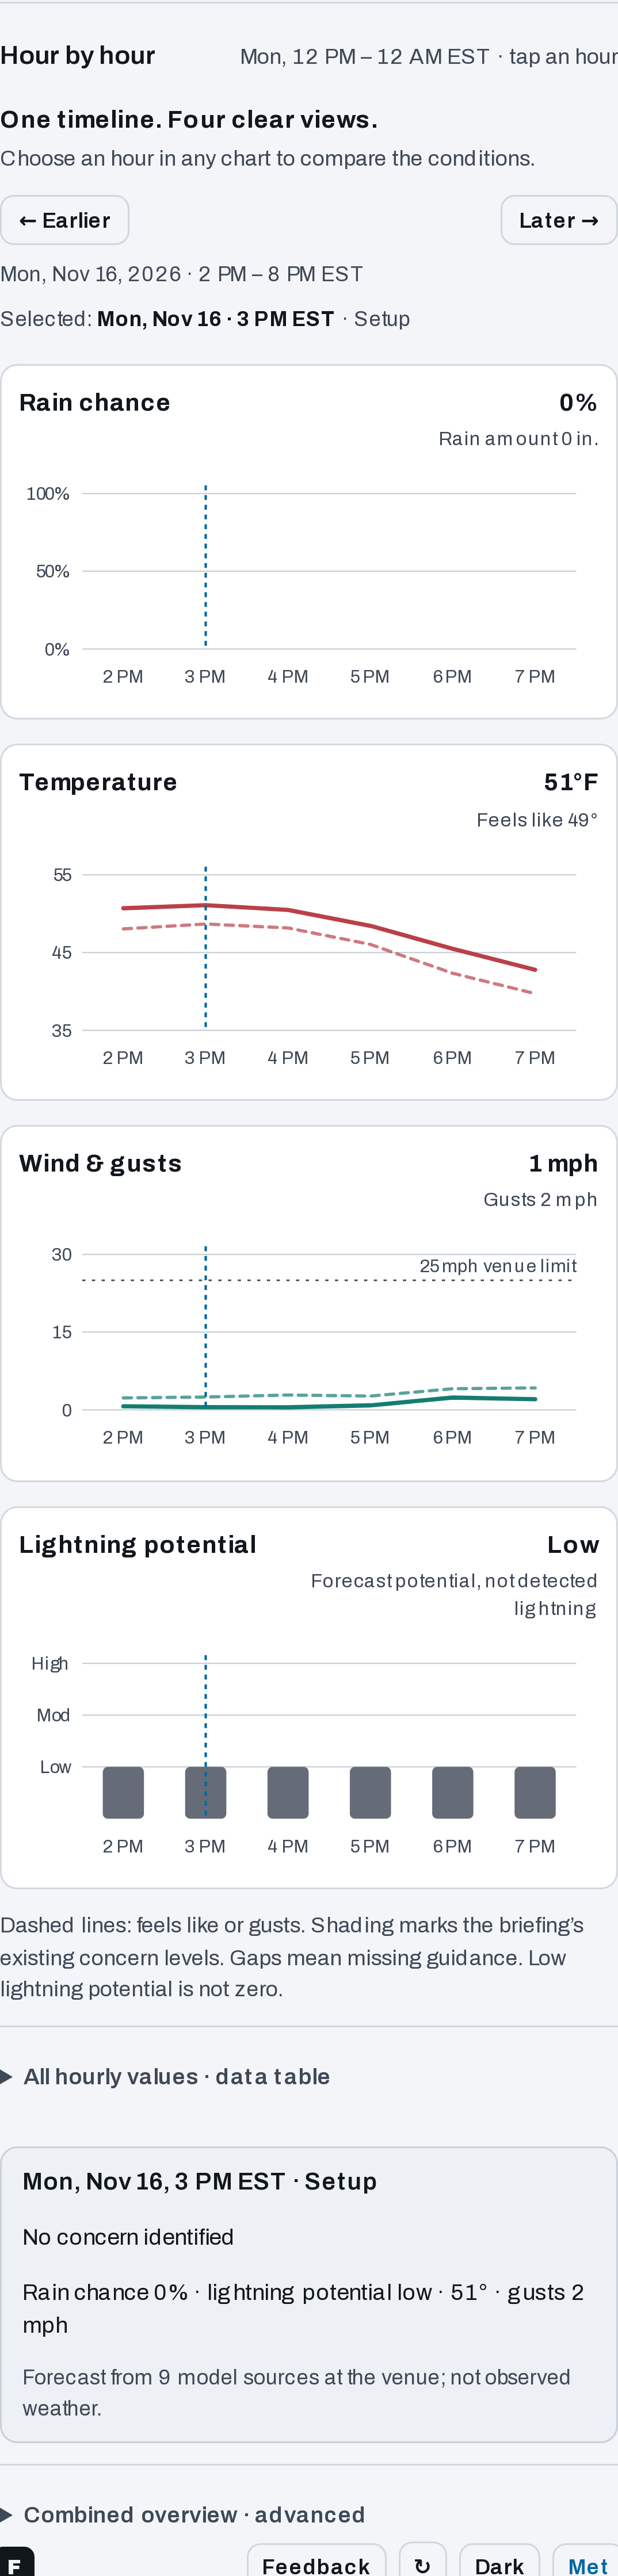 Hour by hour
Mon, 12 PM – 12 AM EST · tap an hour
One timeline. Four clear views.
Choose an hour in any chart to compare the conditions.
← Earlier
Later →
Mon, Nov 16, 2026 · 2 PM – 8 PM EST
Selected: Mon, Nov 16 · 3 PM EST · Setup
Rain chance
0%
Rain amount 0 in.
100%
50%
0%
2 PM 3 PM 4 PM 5 PM 6 PM 7 PM
Temperature
51°F
Feels like 49°
55
45
35
2 PM 3 PM 4 PM 5 PM 6 PM 7 PM
Wind & gusts
1 mph
Gusts 2 mph
30
25 mph venue limit
15
0
2 PM 3 PM 4 PM 5 PM 6 PM 7 PM
Lightning potential
Low
Forecast potential, not detected
lightning
High
Mod
Low
2 PM 3 PM 4 PM 5 PM 6 PM 7 PM
Dashed lines: feels like or gusts. Shading marks the briefing’s
existing concern levels. Gaps mean missing guidance. Low
lightning potential is not zero.
▶ All hourly values · data table
Mon, Nov 16, 3 PM EST · Setup
No concern identified
Rain chance 0% · lightning potential low · 51° · gusts 2
mph
Forecast from 9 model sources at the venue; not observed
weather.
▶ Combined overview · advanced
F
Feedback
↻
Dark
Met